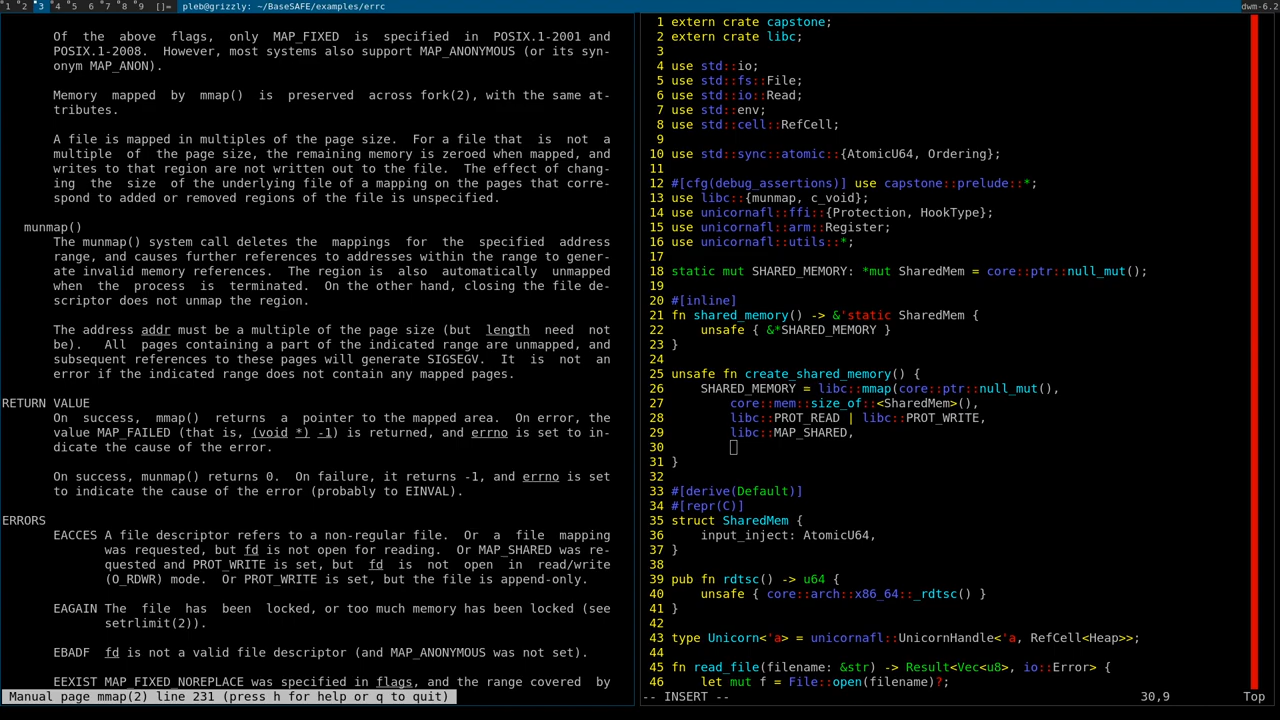 1 2 3 4 5 6 7 8 9 []= pleb@grizzly: ~/BaseSAFE/examples/errc dwm-6.2
Of the above flags, only MAP_FIXED is specified in POSIX.1-2001 and
POSIX.1-2008. However, most systems also support MAP_ANONYMOUS (or its syn-
onym MAP_ANON).
Memory mapped by mmap() is preserved across fork(2), with the same at-
tributes.
A file is mapped in multiples of the page size. For a file that is not a
multiple of the page size, the remaining memory is zeroed when mapped, and
writes to that region are not written out to the file. The effect of chang-
ing the size of the underlying file of a mapping on the pages that corre-
spond to added or removed regions of the file is unspecified.
munmap()
The munmap() system call deletes the mappings for the specified address
range, and causes further references to addresses within the range to gener-
ate invalid memory references. The region is also automatically unmapped
when the process is terminated. On the other hand, closing the file de-
scriptor does not unmap the region.
The address addr must be a multiple of the page size (but length need not
be). All pages containing a part of the indicated range are unmapped, and
subsequent references to these pages will generate SIGSEGV. It is not an
error if the indicated range does not contain any mapped pages.
RETURN VALUE
On success, mmap() returns a pointer to the mapped area. On error, the
value MAP_FAILED (that is, (void *) -1) is returned, and errno is set to in-
dicate the cause of the error.
On success, munmap() returns 0. On failure, it returns -1, and errno is set
to indicate the cause of the error (probably to EINVAL).
ERRORS
EACCES A file descriptor refers to a non-regular file. Or a file mapping
was requested, but fd is not open for reading. Or MAP_SHARED was re-
quested and PROT_WRITE is set, but fd is not open in read/write
(O_RDWR) mode. Or PROT_WRITE is set, but the file is append-only.
EAGAIN The file has been locked, or too much memory has been locked (see
setrlimit(2)).
EBADF fd is not a valid file descriptor (and MAP_ANONYMOUS was not set).
EEXIST MAP_FIXED_NOREPLACE was specified in flags, and the range covered by
Manual page mmap(2) line 231 (press h for help or q to quit)
1 extern crate capstone;
2 extern crate libc;
3
4 use std::io;
5 use std::fs::File;
6 use std::io::Read;
7 use std::env;
8 use std::cell::RefCell;
9
10 use std::sync::atomic::{AtomicU64, Ordering};
11
12 #[cfg(debug_assertions)] use capstone::prelude::*;
13 use libc::{munmap, c_void};
14 use unicornafl::ffi::{Protection, HookType};
15 use unicornafl::arm::Register;
16 use unicornafl::utils::*;
17
18 static mut SHARED_MEMORY: *mut SharedMem = core::ptr::null_mut();
19
20 #[inline]
21 fn shared_memory() -> &'static SharedMem {
22     unsafe { &*SHARED_MEMORY }
23 }
24
25 unsafe fn create_shared_memory() {
26     SHARED_MEMORY = libc::mmap(core::ptr::null_mut(),
27         core::mem::size_of::<SharedMem>(),
28         libc::PROT_READ | libc::PROT_WRITE,
29         libc::MAP_SHARED,
30
31 }
32
33 #[derive(Default)]
34 #[repr(C)]
35 struct SharedMem {
36     input_inject: AtomicU64,
37 }
38
39 pub fn rdtsc() -> u64 {
40     unsafe { core::arch::x86_64::_rdtsc() }
41 }
42
43 type Unicorn<'a> = unicornafl::UnicornHandle<'a, RefCell<Heap>>;
44
45 fn read_file(filename: &str) -> Result<Vec<u8>, io::Error> {
46     let mut f = File::open(filename)?;
-- INSERT -- 30,9 Top